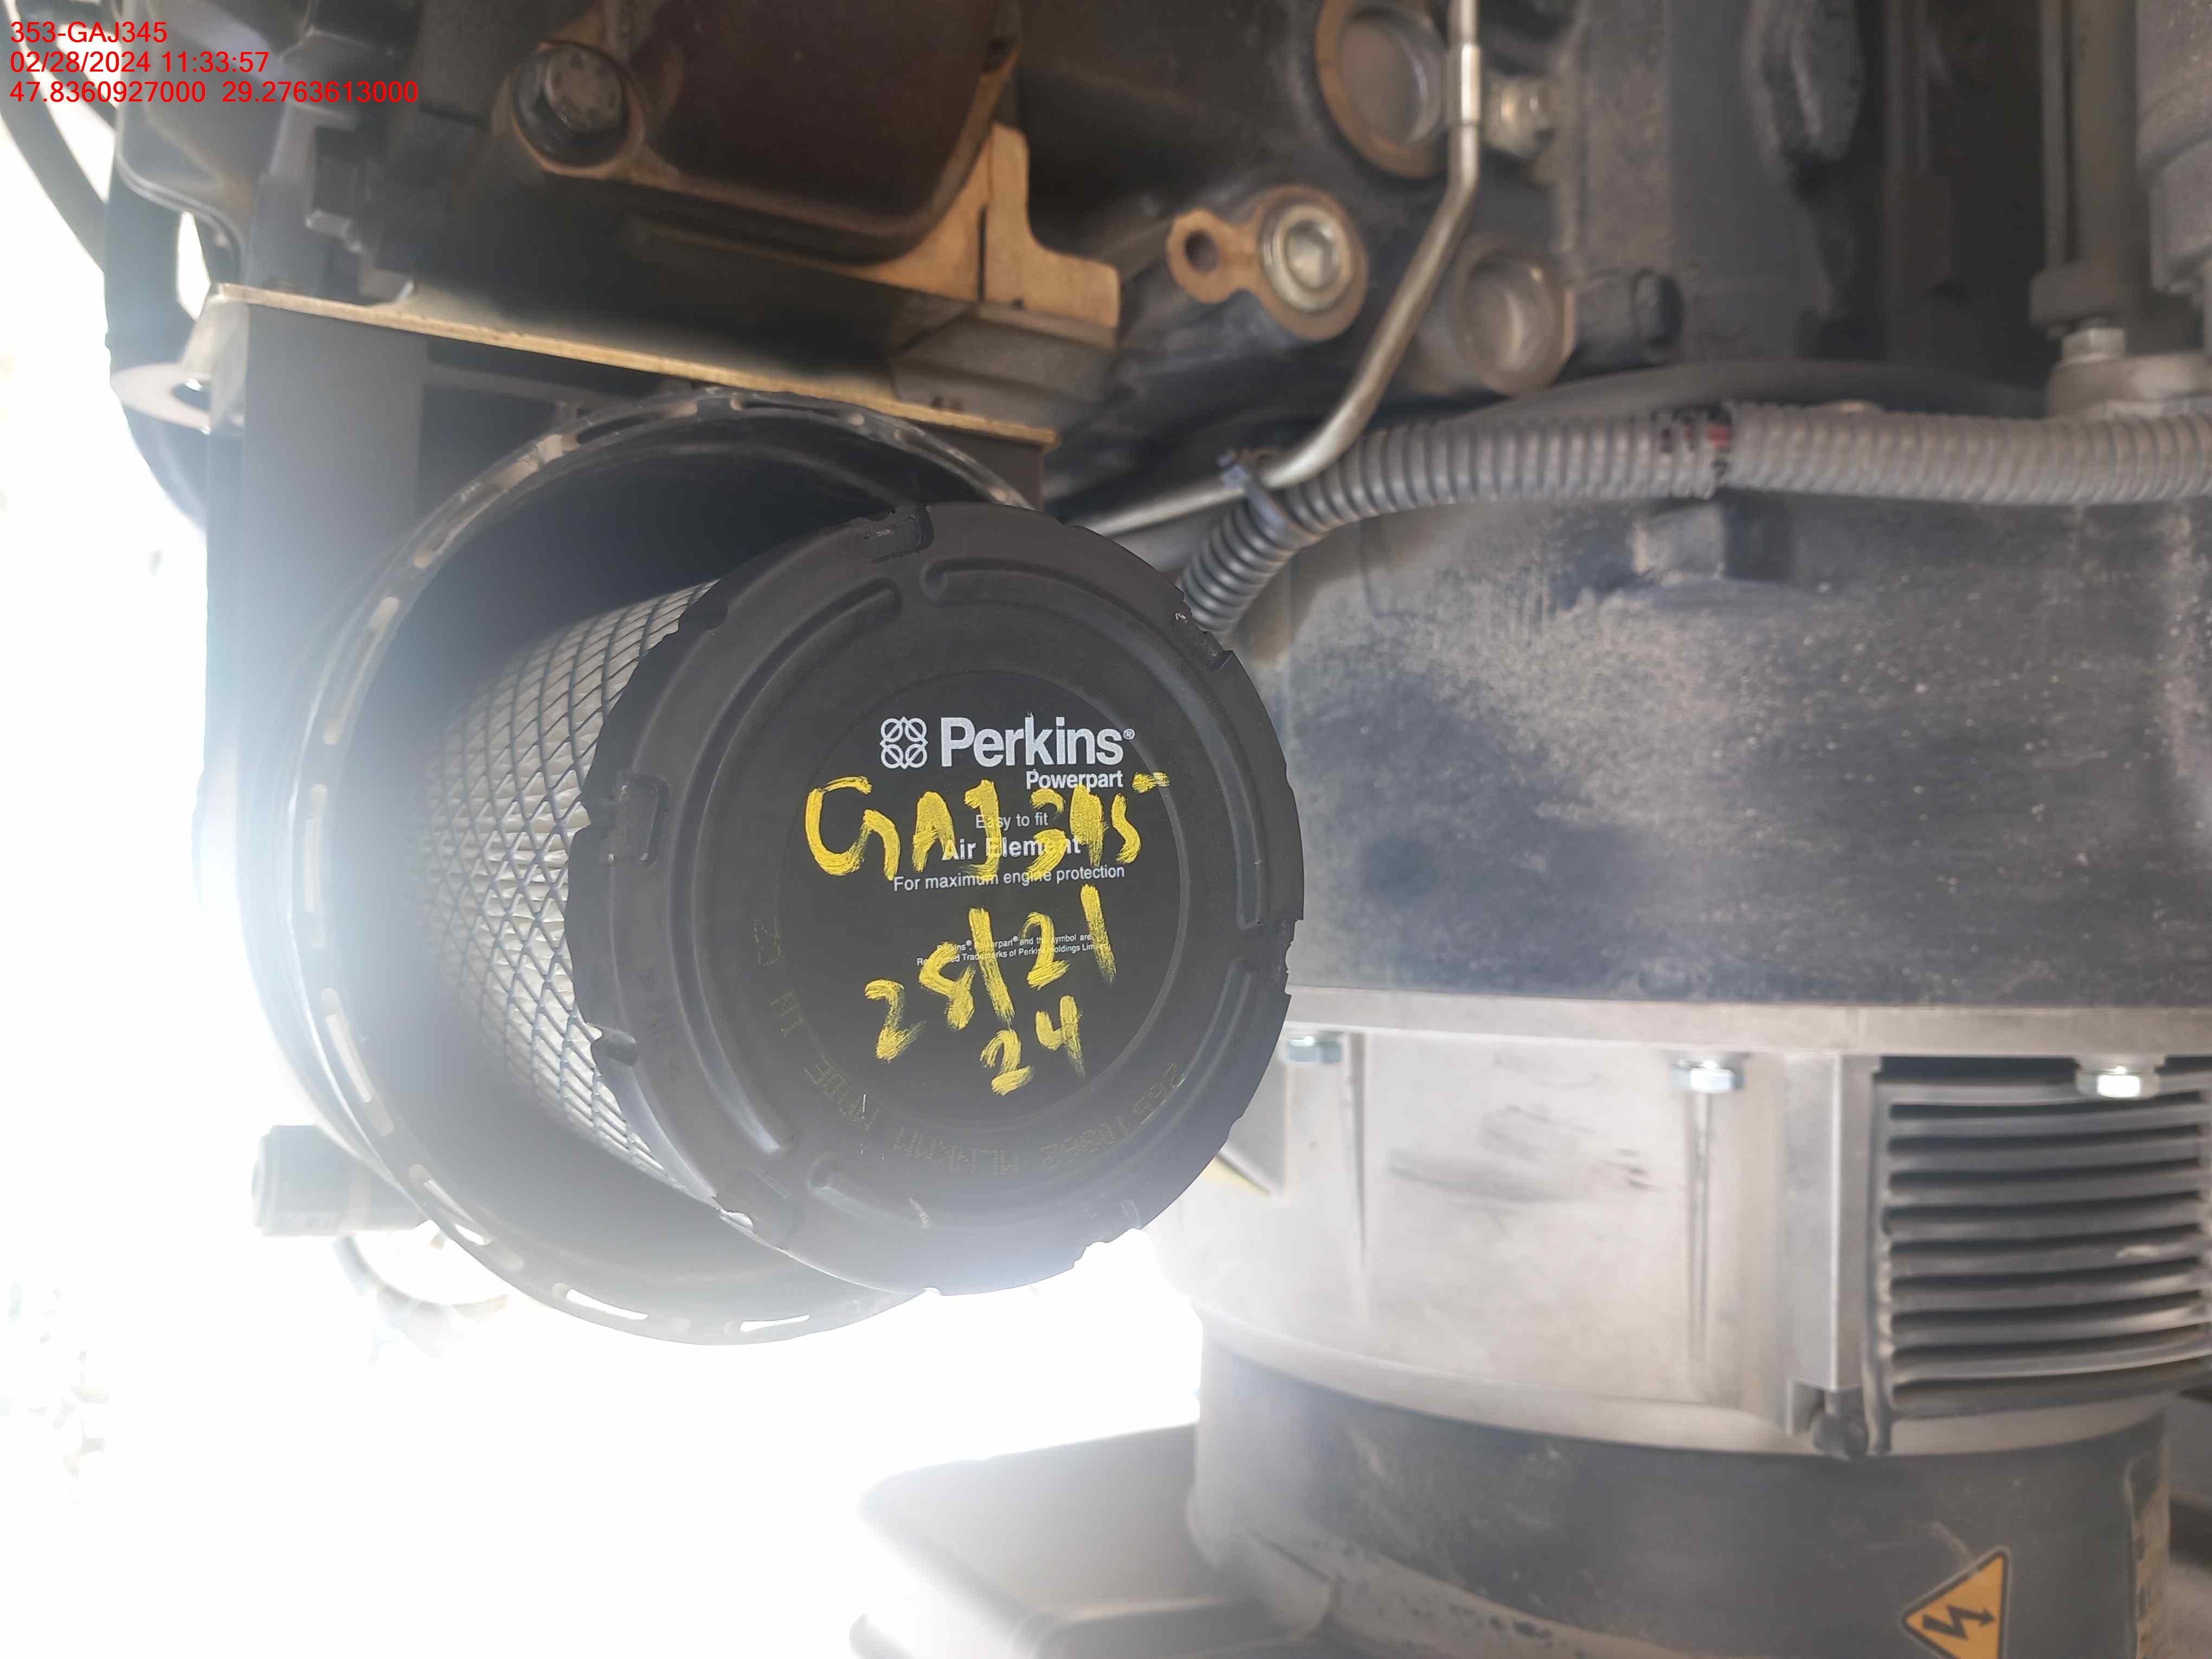 353-GAJ345
02/28/2024 11:33:57
47.8360927000 29.2763613000
Perkins®
Powerpart
GAJ345
Easy to fit
Air Element
For maximum engine protection
28/2/
24